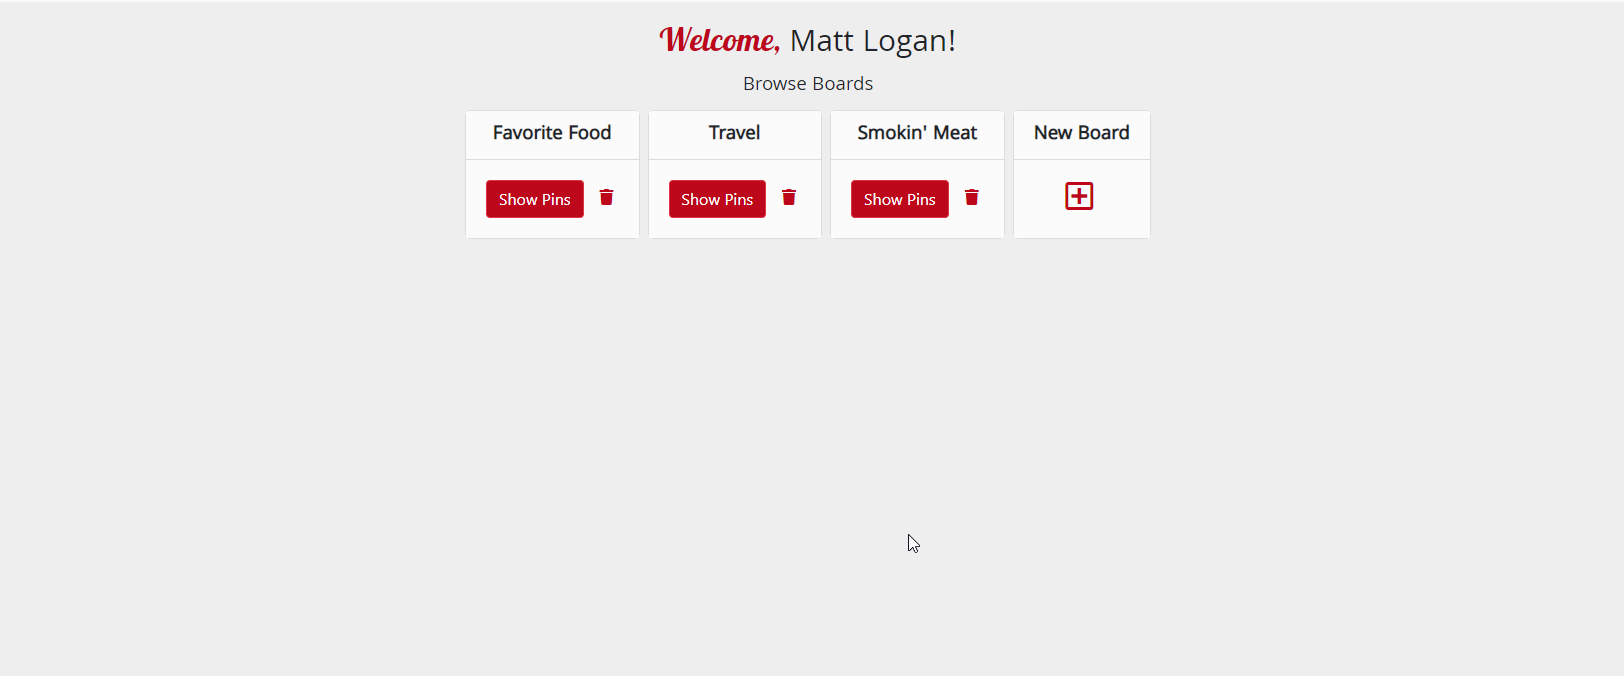 Welcome, Matt Logan!
Browse Boards
Favorite Food
Travel
Smokin' Meat
New Board
Show Pins
Show Pins
Show Pins